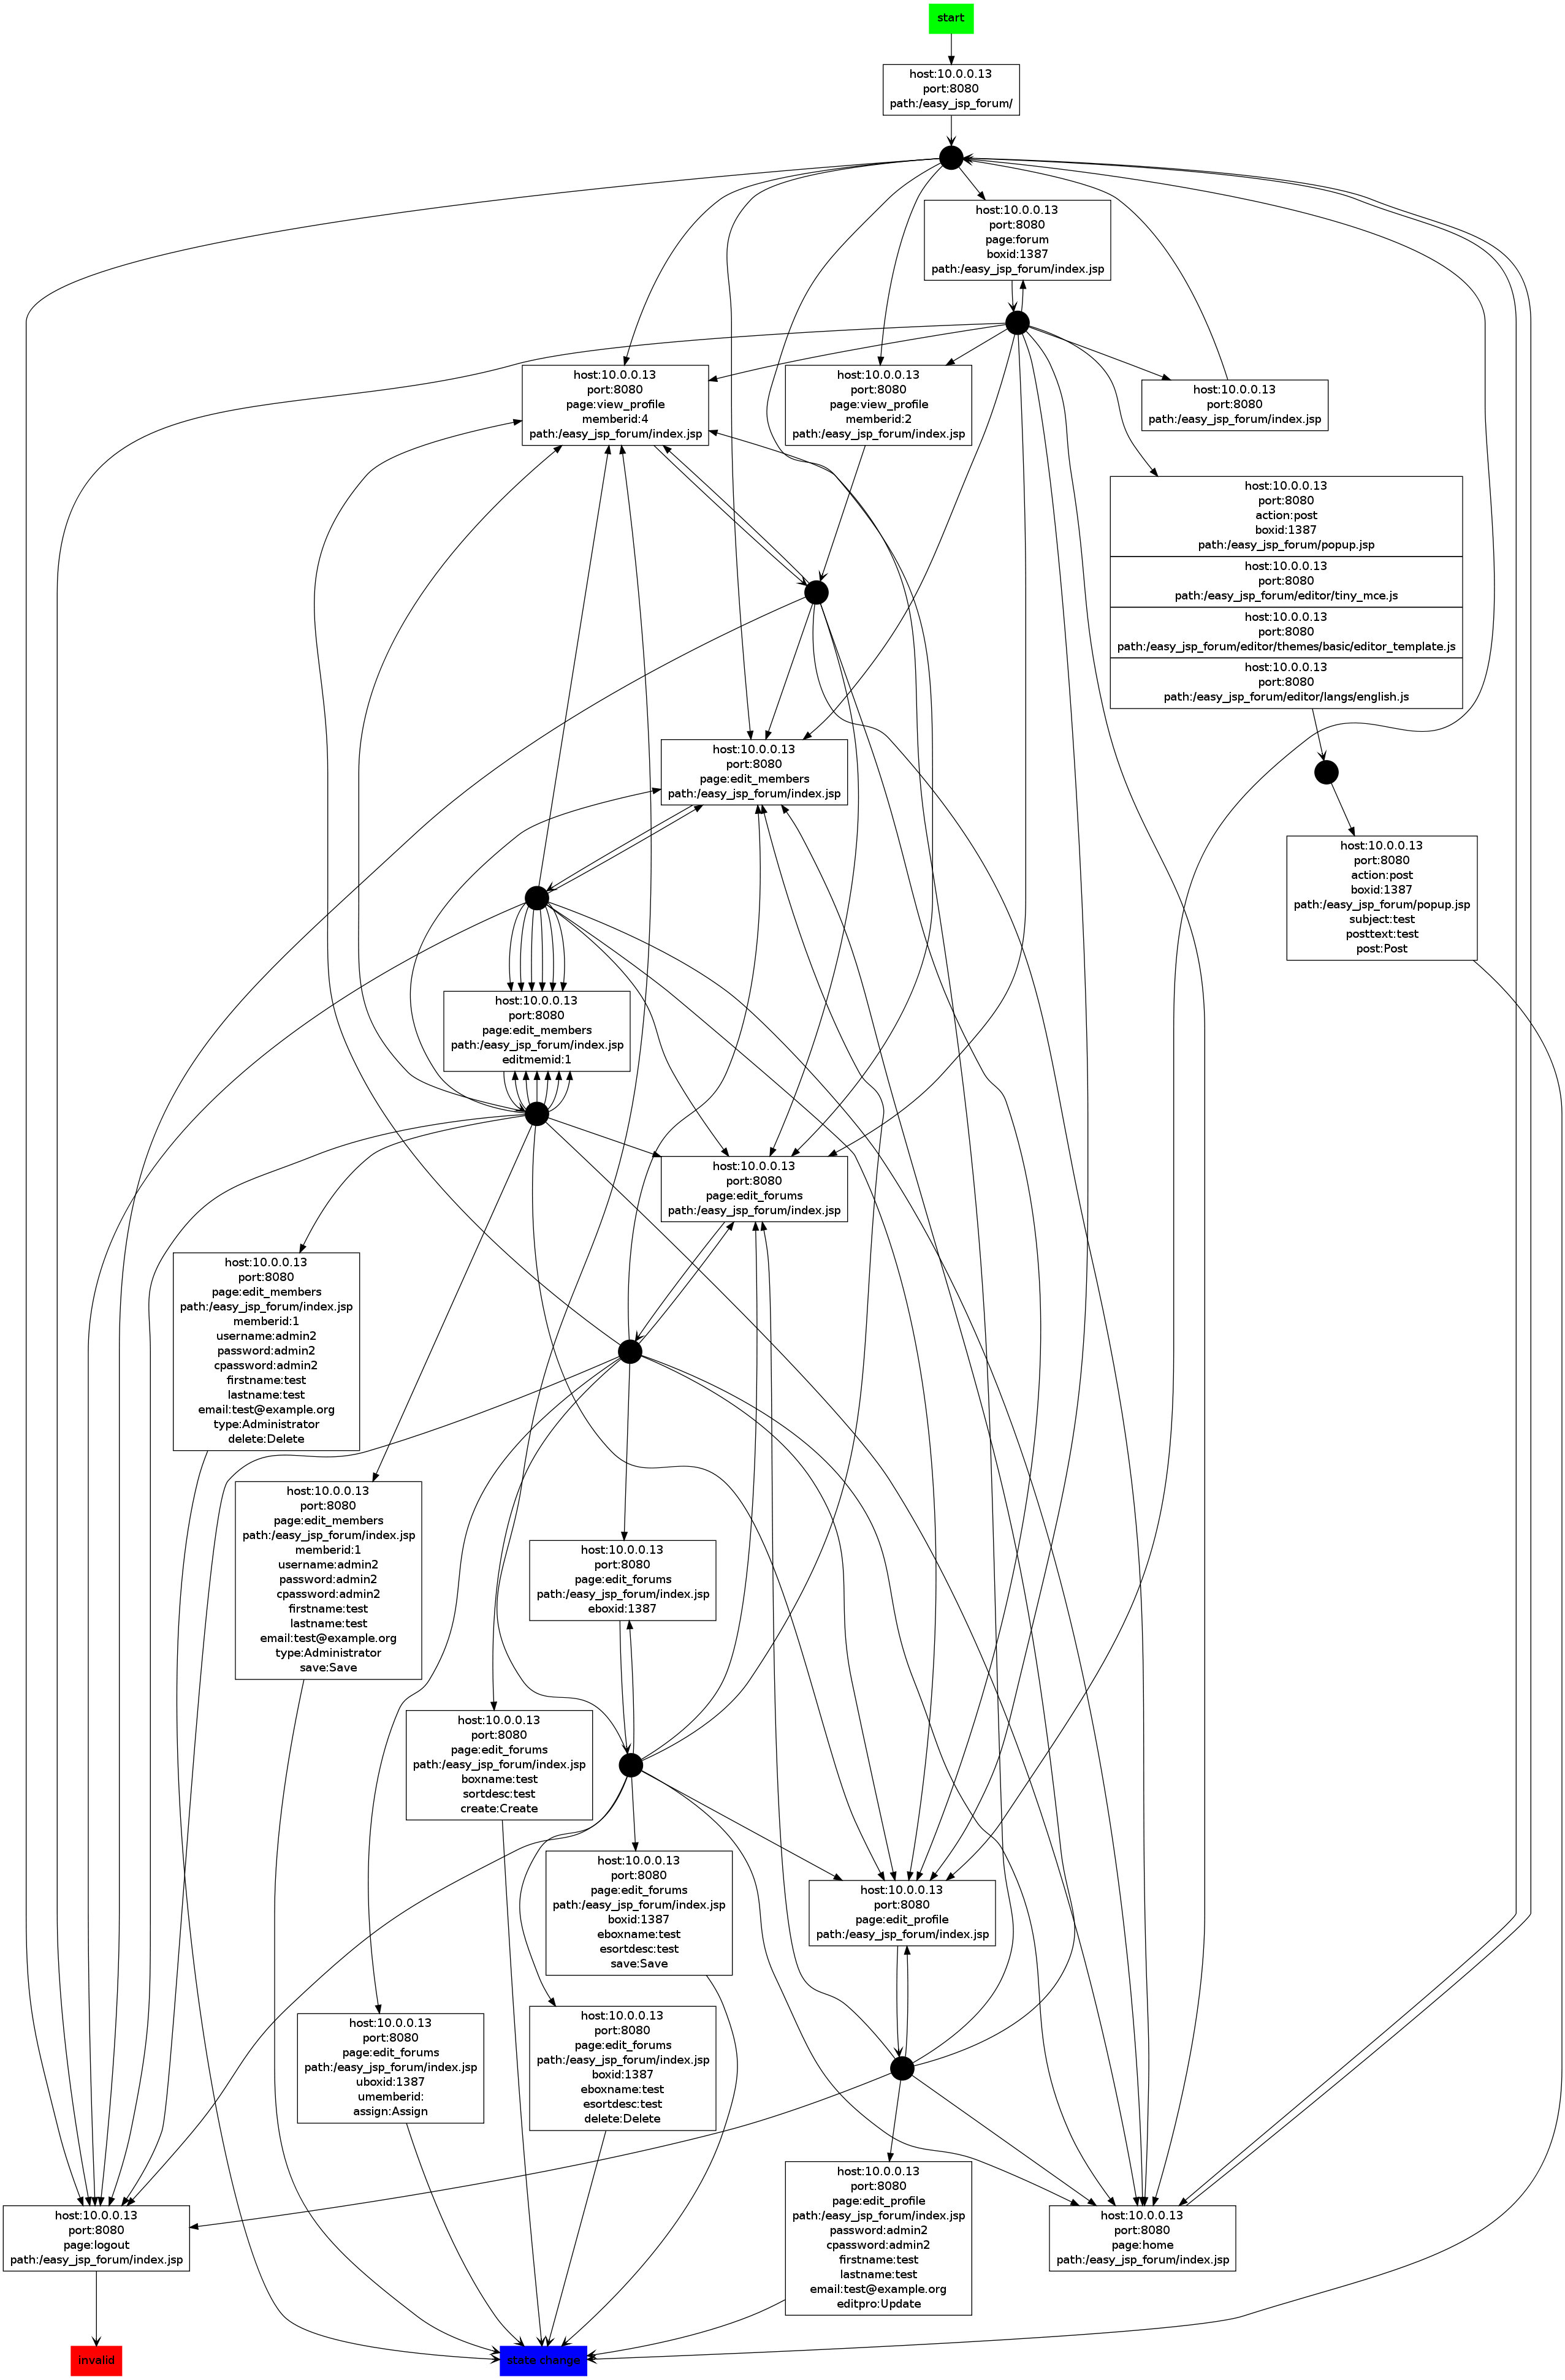 start
host:10.0.0.13
port:8080
path:/easy_jsp_forum/
host:10.0.0.13
port:8080
page:forum
boxid:1387
path:/easy_jsp_forum/index.jsp
host:10.0.0.13
port:8080
page:view_profile
memberid:4
path:/easy_jsp_forum/index.jsp
host:10.0.0.13
port:8080
page:view_profile
memberid:2
path:/easy_jsp_forum/index.jsp
host:10.0.0.13
port:8080
path:/easy_jsp_forum/index.jsp
host:10.0.0.13
port:8080
action:post
boxid:1387
path:/easy_jsp_forum/popup.jsp
host:10.0.0.13
port:8080
path:/easy_jsp_forum/editor/tiny_mce.js
host:10.0.0.13
port:8080
path:/easy_jsp_forum/editor/themes/basic/editor_template.js
host:10.0.0.13
port:8080
path:/easy_jsp_forum/editor/langs/english.js
host:10.0.0.13
port:8080
page:edit_members
path:/easy_jsp_forum/index.jsp
host:10.0.0.13
port:8080
action:post
boxid:1387
path:/easy_jsp_forum/popup.jsp
subject:test
posttext:test
post:Post
host:10.0.0.13
port:8080
page:edit_members
path:/easy_jsp_forum/index.jsp
editmemid:1
host:10.0.0.13
port:8080
page:edit_forums
path:/easy_jsp_forum/index.jsp
host:10.0.0.13
port:8080
page:edit_members
path:/easy_jsp_forum/index.jsp
memberid:1
username:admin2
password:admin2
cpassword:admin2
firstname:test
lastname:test
email:test@example.org
type:Administrator
delete:Delete
host:10.0.0.13
port:8080
page:edit_members
path:/easy_jsp_forum/index.jsp
memberid:1
username:admin2
password:admin2
cpassword:admin2
firstname:test
lastname:test
email:test@example.org
type:Administrator
save:Save
host:10.0.0.13
port:8080
page:edit_forums
path:/easy_jsp_forum/index.jsp
eboxid:1387
host:10.0.0.13
port:8080
page:edit_forums
path:/easy_jsp_forum/index.jsp
boxname:test
sortdesc:test
create:Create
host:10.0.0.13
port:8080
page:edit_forums
path:/easy_jsp_forum/index.jsp
boxid:1387
eboxname:test
esortdesc:test
save:Save
host:10.0.0.13
port:8080
page:edit_profile
path:/easy_jsp_forum/index.jsp
host:10.0.0.13
port:8080
page:edit_forums
path:/easy_jsp_forum/index.jsp
uboxid:1387
umemberid:
assign:Assign
host:10.0.0.13
port:8080
page:edit_forums
path:/easy_jsp_forum/index.jsp
boxid:1387
eboxname:test
esortdesc:test
delete:Delete
host:10.0.0.13
port:8080
page:edit_profile
path:/easy_jsp_forum/index.jsp
password:admin2
cpassword:admin2
firstname:test
lastname:test
email:test@example.org
editpro:Update
host:10.0.0.13
port:8080
page:logout
path:/easy_jsp_forum/index.jsp
host:10.0.0.13
port:8080
page:home
path:/easy_jsp_forum/index.jsp
invalid
state change